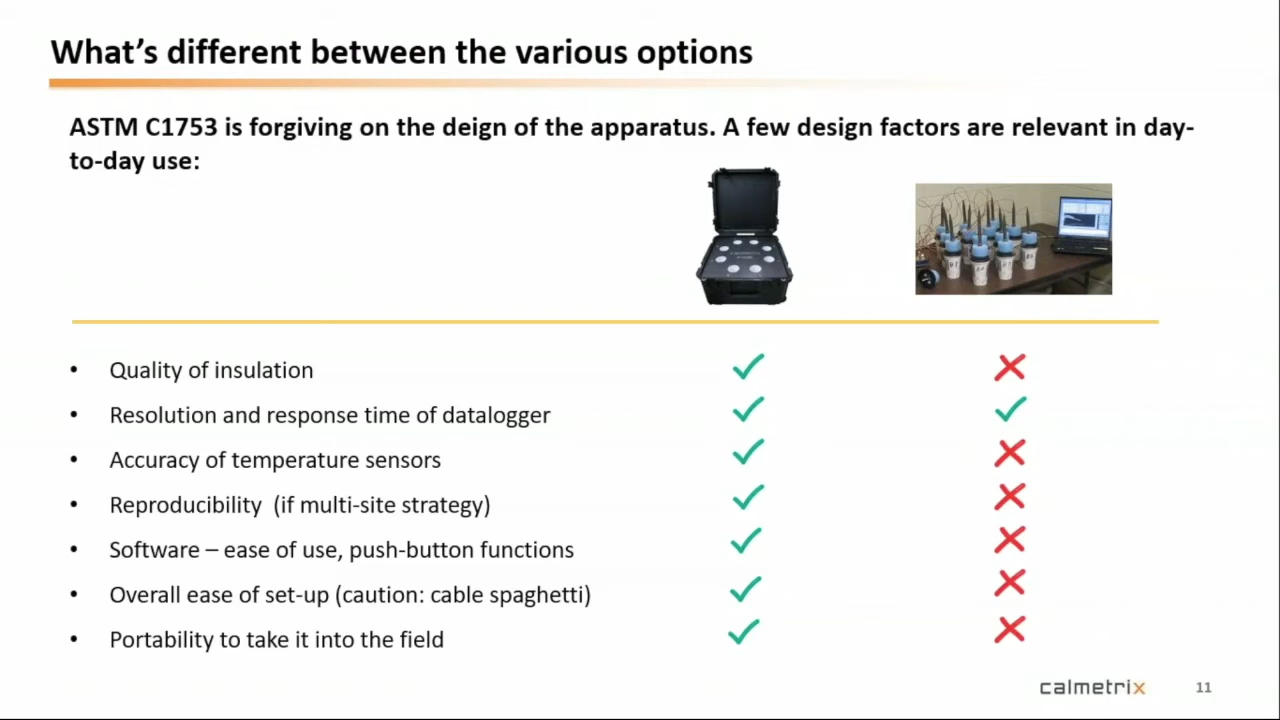 What's different between the various options
ASTM C1753 is forgiving on the deign of the apparatus. A few design factors are relevant in day-
to-day use:
• Quality of insulation
• Resolution and response time of datalogger
• Accuracy of temperature sensors
• Reproducibility (if multi-site strategy)
• Software – ease of use, push-button functions
• Overall ease of set-up (caution: cable spaghetti)
• Portability to take it into the field
calmetrix
11